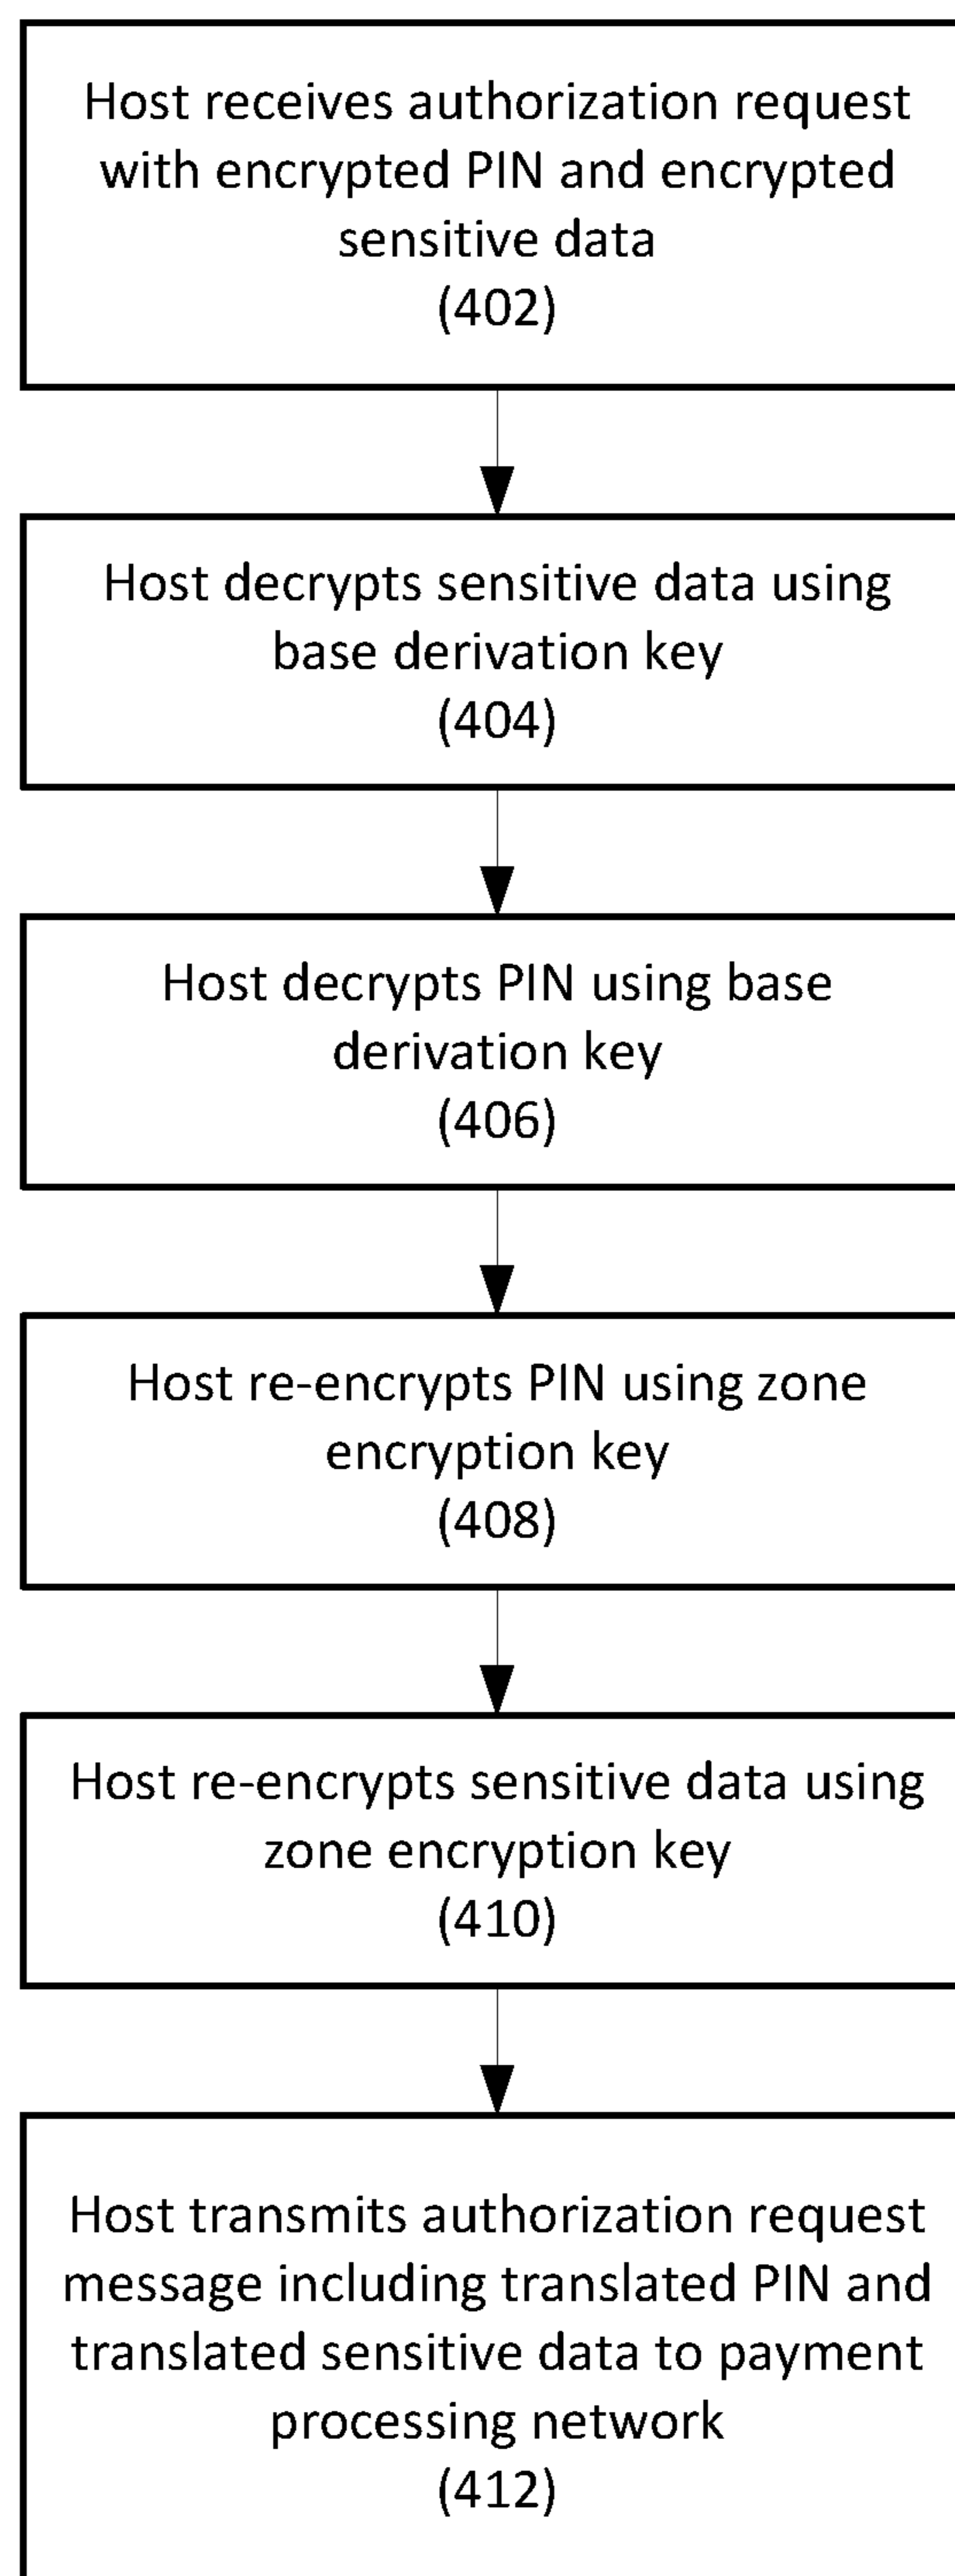 Host receives authorization request
with encrypted PIN and encrypted
sensitive data
(402)
Host decrypts sensitive data using
base derivation key
(404)
Host decrypts PIN using base
derivation key
(406)
Host re-encrypts PIN using zone
encryption key
(408)
Host re-encrypts sensitive data using
zone encryption key
(410)
Host transmits authorization request
message including translated PIN and
translated sensitive data to payment
processing network
(412)